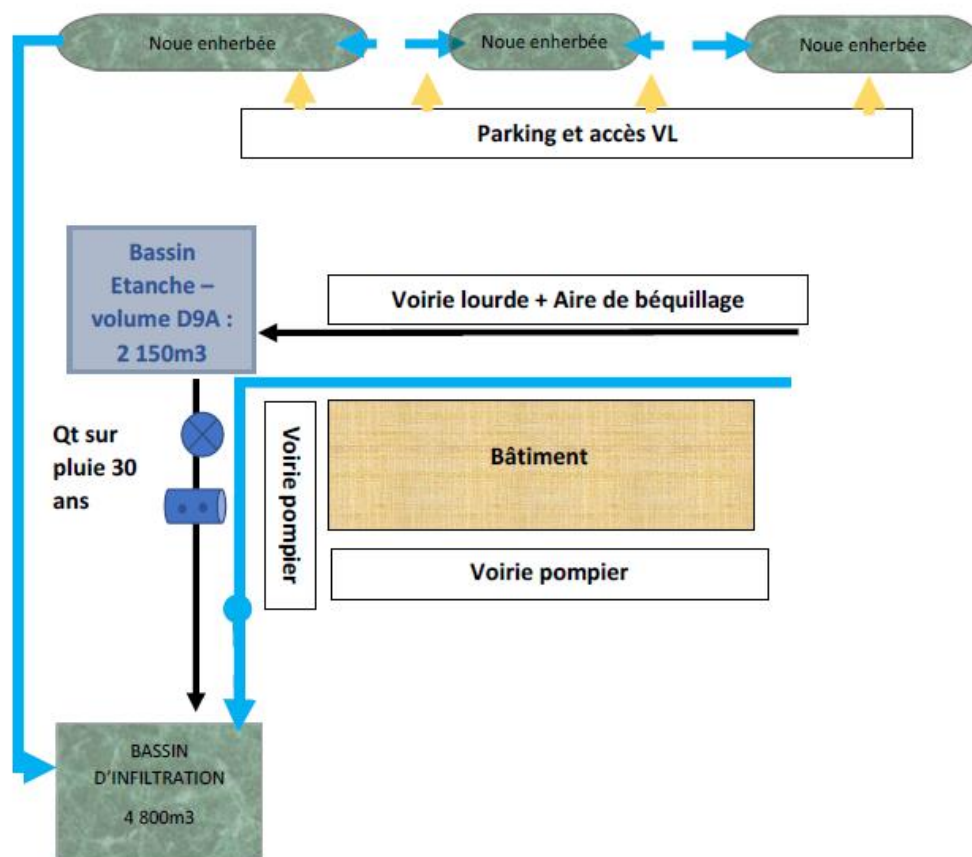 Noue enherbée
Noue enherbée
Noue enherbée
Parking et accès VL
Bassin
Etanche –
volume D9A :
2 150m3
Voirie lourde + Aire de béquillage
Qt sur
pluie 30
ans
Voirie pompier
Bâtiment
Voirie pompier
BASSIN
D'INFILTRATION
4 800m3